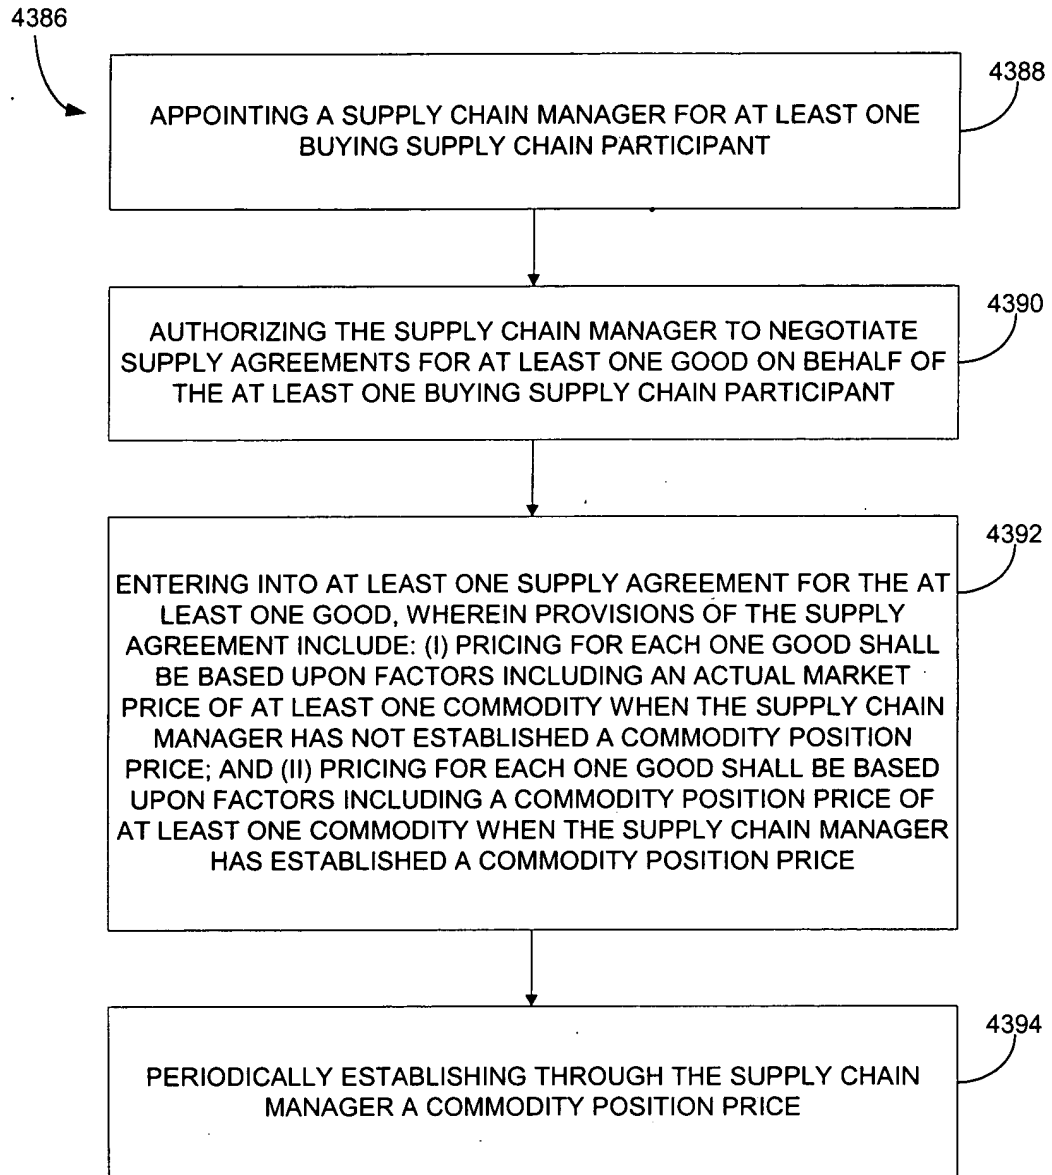 4386
4388
APPOINTING A SUPPLY CHAIN MANAGER FOR AT LEAST ONE
BUYING SUPPLY CHAIN PARTICIPANT
4390
AUTHORIZING THE SUPPLY CHAIN MANAGER TO NEGOTIATE
SUPPLY AGREEMENTS FOR AT LEAST ONE GOOD ON BEHALF OF
THE AT LEAST ONE BUYING SUPPLY CHAIN PARTICIPANT
4392
ENTERING INTO AT LEAST ONE SUPPLY AGREEMENT FOR THE AT
LEAST ONE GOOD, WHEREIN PROVISIONS OF THE SUPPLY
AGREEMENT INCLUDE: (I) PRICING FOR EACH ONE GOOD SHALL
BE BASED UPON FACTORS INCLUDING AN ACTUAL MARKET
PRICE OF AT LEAST ONE COMMODITY WHEN THE SUPPLY CHAIN
MANAGER HAS NOT ESTABLISHED A COMMODITY POSITION
PRICE; AND (II) PRICING FOR EACH ONE GOOD SHALL BE BASED
UPON FACTORS INCLUDING A COMMODITY POSITION PRICE OF
AT LEAST ONE COMMODITY WHEN THE SUPPLY CHAIN MANAGER
HAS ESTABLISHED A COMMODITY POSITION PRICE
4394
PERIODICALLY ESTABLISHING THROUGH THE SUPPLY CHAIN
MANAGER A COMMODITY POSITION PRICE